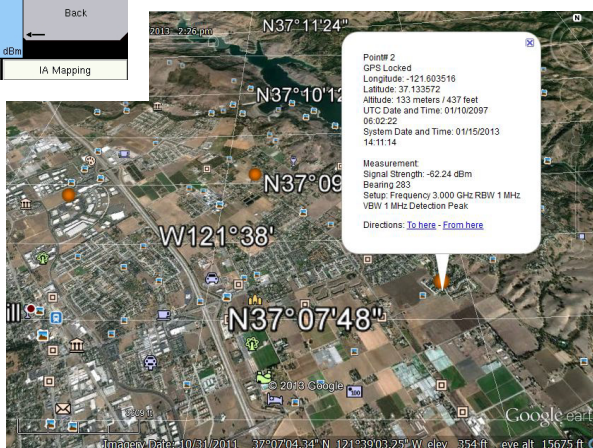 Back
dBm
IA Mapping
2013 2:26 pm
N37°11'24"
N
N37°10'12
N37°09
W121°38'
N37°07'48"
ill
Point# 2
GPS Locked
Longitude: -121.603516
Latitude: 37.133572
Altitude: 133 meters / 437 feet
UTC Date and Time: 01/10/2097
06:02:22
System Date and Time: 01/15/2013
14:11:14
Measurement:
Signal Strength: -62.24 dBm
Bearing 283
Setup: Frequency 3.000 GHz RBW 1 MHz
VBW 1 MHz Detection Peak
Directions: To here - From here
© 2013 Google
Google eart
Imagery Date: 10/31/2011 37°07'04.34" N 121°39'03.25" W elev 354 ft eye alt 15675 ft